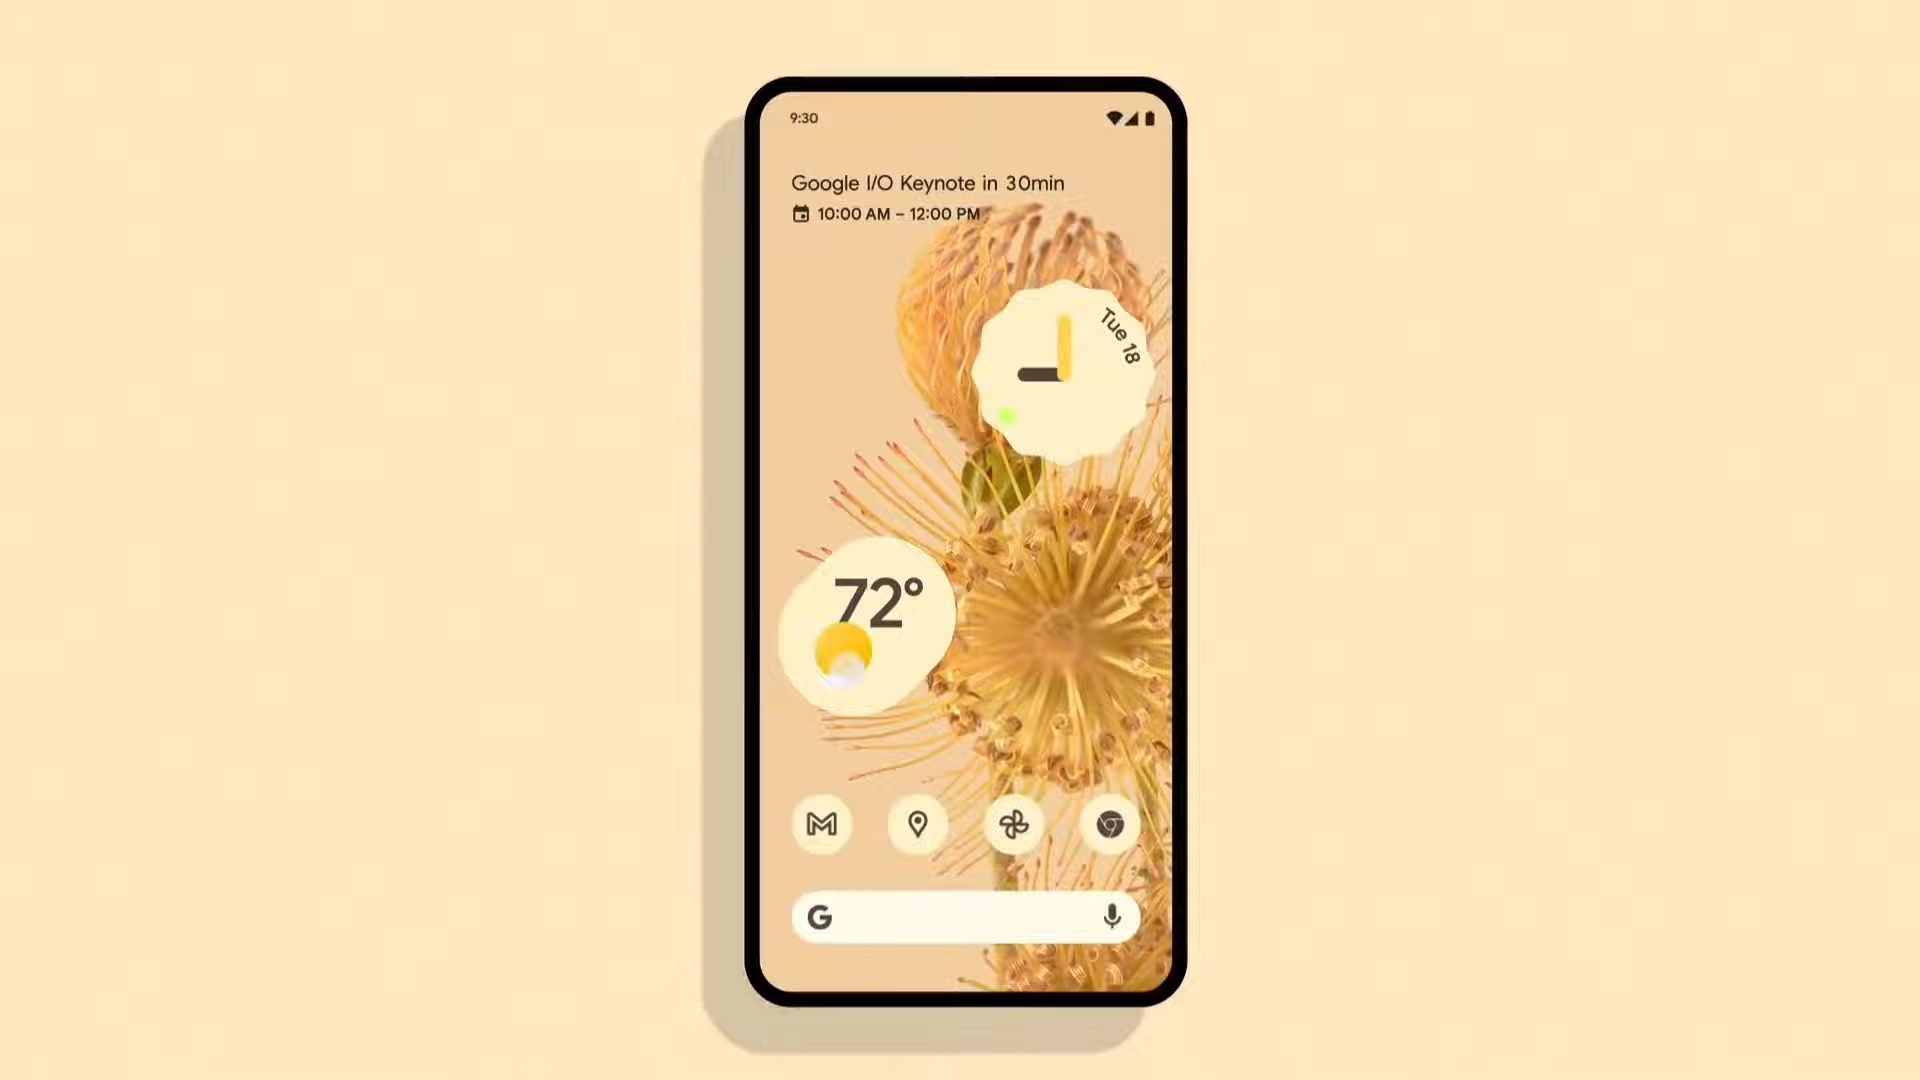 9:30
Google I/O Keynote in 30min
10:00 AM – 12:00 PM
Tue 18
72°